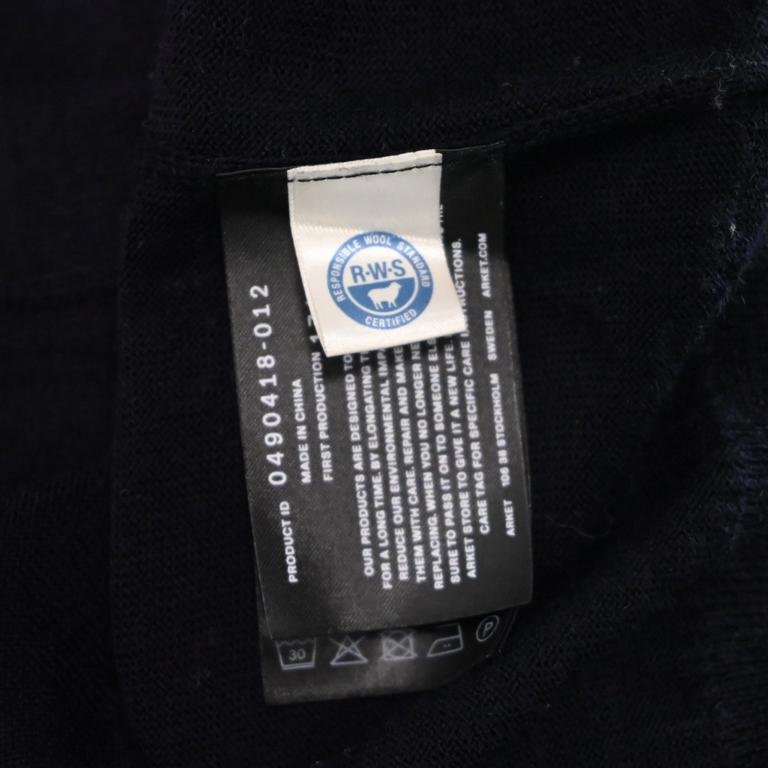 RESPONSIBLE WOOL STANDARD
R·W·S
CERTIFIED
PRODUCT ID 0490418-012
MADE IN CHINA
FIRST PRODUCTION
OUR PRODUCTS ARE DESIGNED TO
FOR A LONG TIME. BY ELONGATING
REDUCE OUR ENVIRONMENTAL
THEM WITH CARE. REPAIR AND MAKE
REPLACING. WHEN YOU NO LONGER
SURE TO PASS IT ON TO SOMEONE
ARKET STORE TO GIVE IT A NEW LIFE.
CARE TAG FOR SPECIFIC CARE INSTRUCTIONS.
ARKET 106 38 STOCKHOLM SWEDEN ARKET.COM
30
P